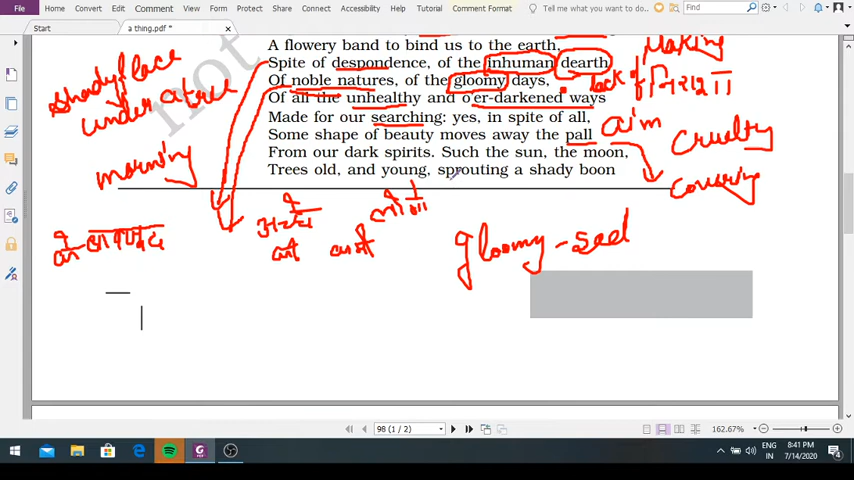 File Home View Form Protect Share Connect Accessibility Help Comment Format Tell me what you want to do... Find
Start a thing.pdf *
A flowery band to bind us to the earth,
Spite of despondence, of the inhuman dearth
Of noble natures, of the gloomy days,
Of all the unhealthy and o'er-darkened ways
Made for our searching: yes, in spite of all,
Some shape of beauty moves away the pall
From our dark spirits. Such the sun, the moon,
Trees old, and young, sprouting a shady boon
not
shady place
under a tree
morning
Making
lack of
aim
Cruelty
Covering
gloomy - sad
98 (1 / 2) 162.67%
ENG 8:41 PM
IN 7/14/2020 4